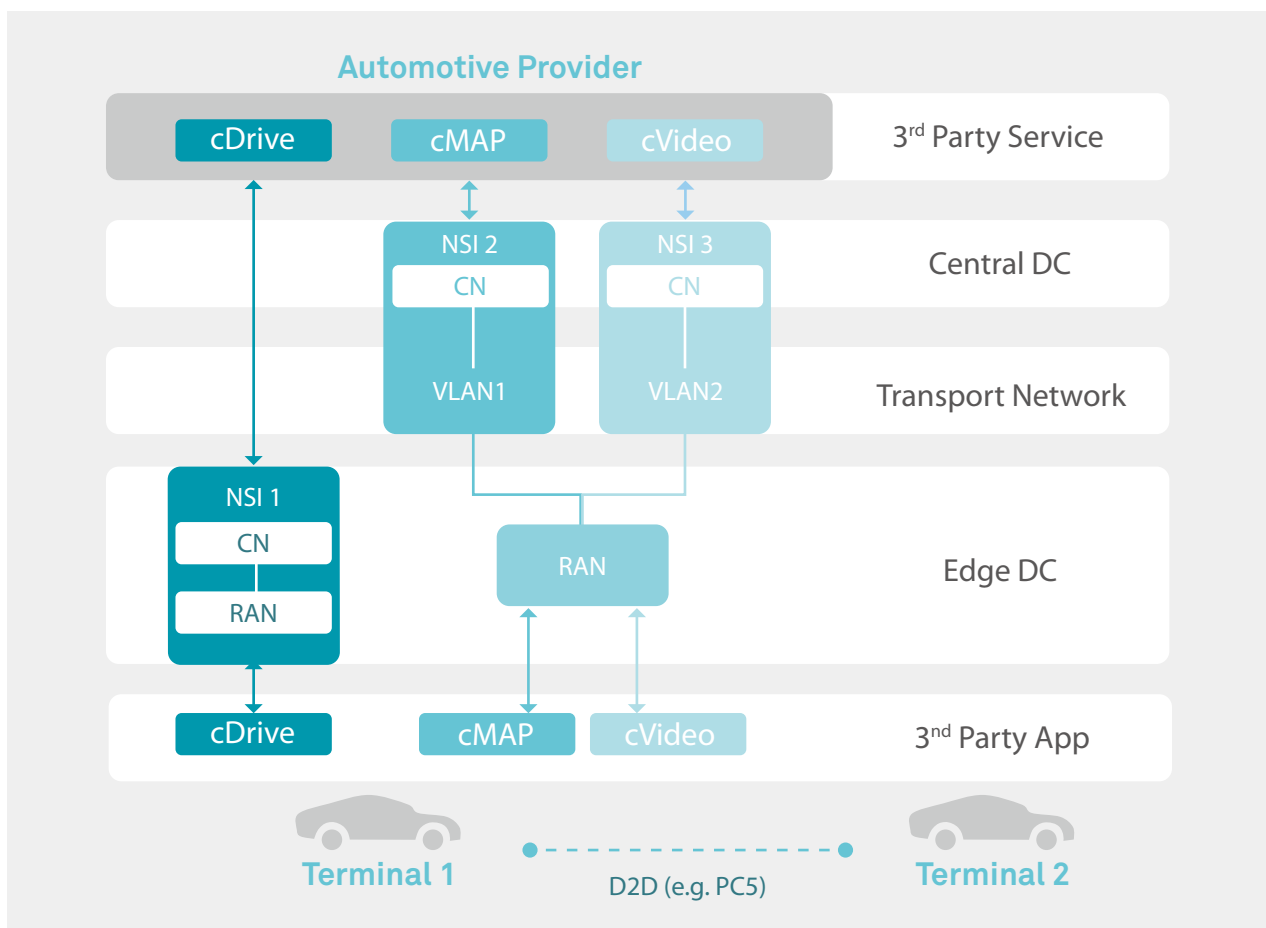 Automotive Provider
cDrive cMAP cVideo 3rd Party Service
NSI 2 NSI 3
CN CN Central DC
VLAN1 VLAN2 Transport Network
NSI 1
CN
RAN Edge DC
RAN
cDrive cMAP cVideo 3nd Party App
Terminal 1 Terminal 2
D2D (e.g. PC5)